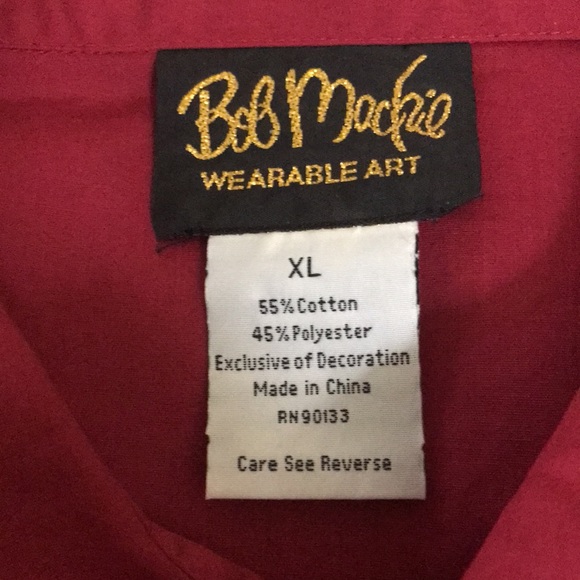 Bob Mackie
WEARABLE ART
XL
55%Cotton
45%Polyester
Exclusive of Decoration
Made in China
RN90133
Care See Reverse